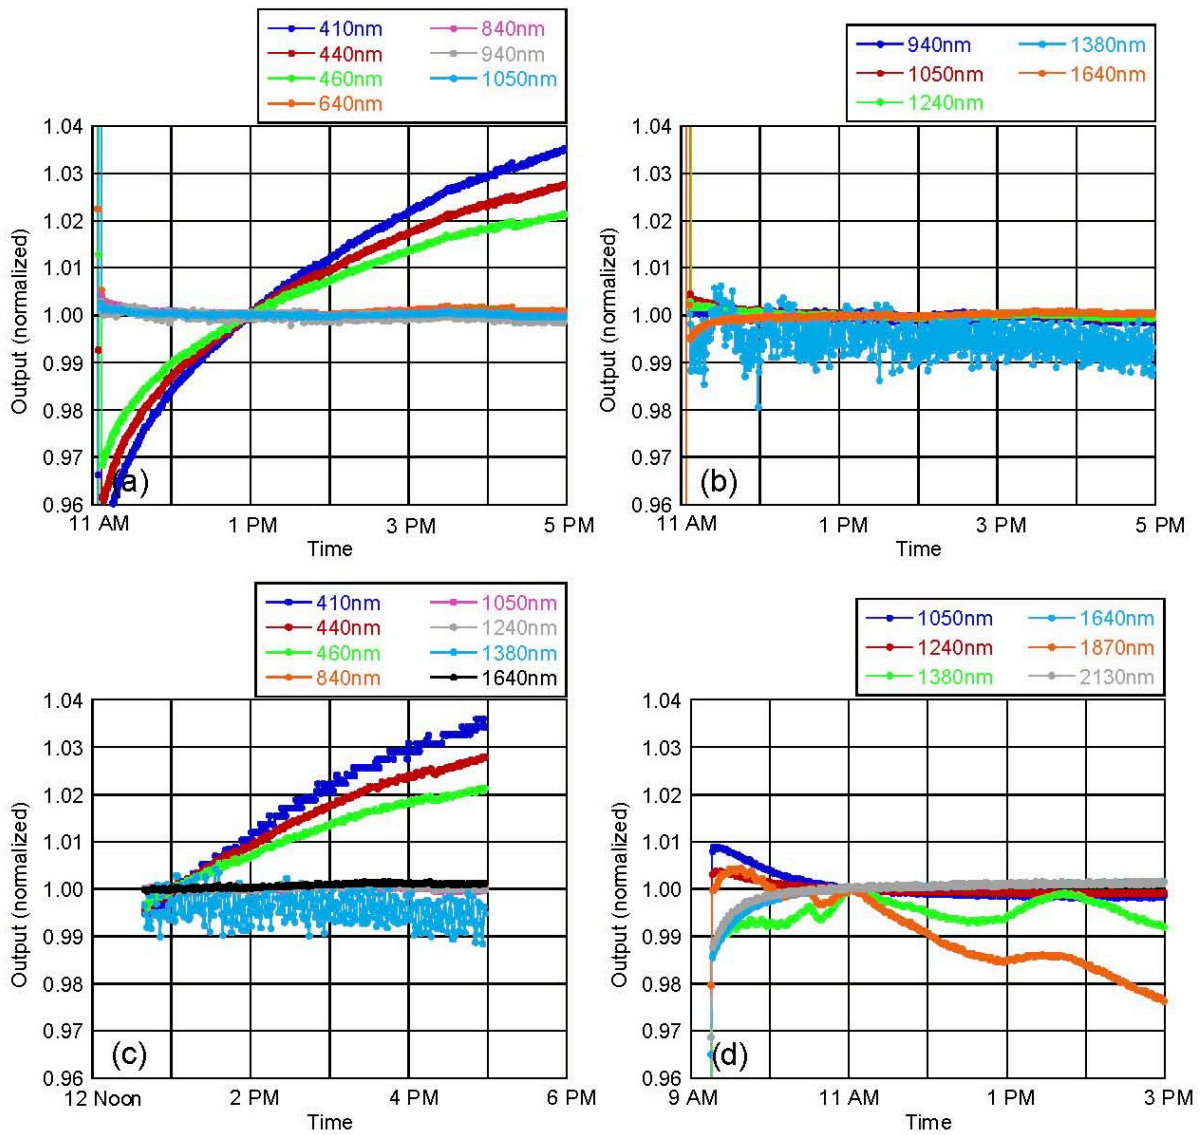 410nm 840nm
440nm 940nm
460nm 1050nm
640nm
1.04
1.03
1.02
1.01
1.00
0.99
0.98
0.97
0.96
Output (normalized)
(a)
11 AM 1 PM 3 PM 5 PM
Time
940nm 1380nm
1050nm 1640nm
1240nm
1.04
1.03
1.02
1.01
1.00
0.99
0.98
0.97
0.96
Output (normalized)
(b)
11 AM 1 PM 3 PM 5 PM
Time
410nm 1050nm
440nm 1240nm
460nm 1380nm
840nm 1640nm
1.04
1.03
1.02
1.01
1.00
0.99
0.98
0.97
0.96
Output (normalized)
(c)
12 Noon 2 PM 4 PM 6 PM
Time
1050nm 1640nm
1240nm 1870nm
1380nm 2130nm
1.04
1.03
1.02
1.01
1.00
0.99
0.98
0.97
0.96
Output (normalized)
(d)
9 AM 11 AM 1 PM 3 PM
Time